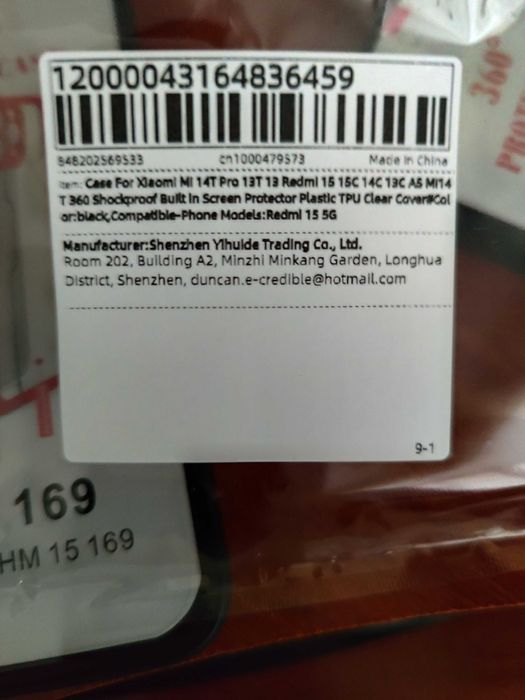 12000043164836459
948202569533 cn1000479573 Made In China
Item: Case For Xiaomi Mi 14T Pro 13T 13 Redmi 15 15C 14C 13C A5 Mi14
T 360 Shockproof Built In Screen Protector Plastic TPU Clear Cover#Col
or:black,Compatible-Phone Models:Redmi 15 5G
Manufacturer:Shenzhen Yihuide Trading Co., Ltd.
Room 202, Building A2, Minzhi Minkang Garden, Longhua
District, Shenzhen, duncan.e-credible@hotmail.com
9-1
360°
169
HM 15 169